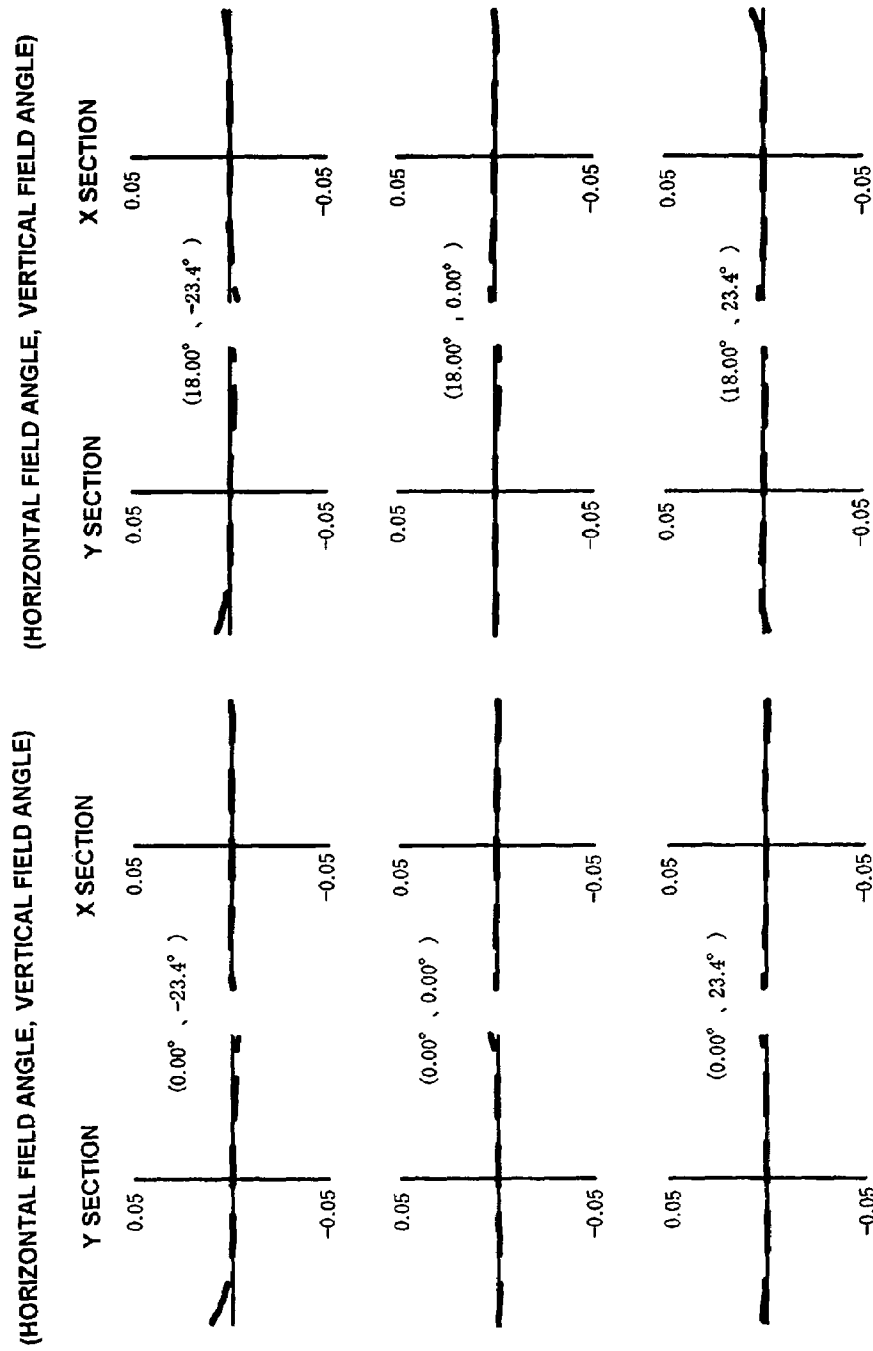 (HORIZONTAL FIELD ANGLE, VERTICAL FIELD ANGLE)
Y SECTION
X SECTION
0.05
-0.05
(0.00° 、-23.4° )
0.05
-0.05
0.05
-0.05
(0.00° , 0.00° )
0.05
-0.05
0.05
-0.05
(0.00° 、23.4° )
0.05
-0.05
(HORIZONTAL FIELD ANGLE, VERTICAL FIELD ANGLE)
Y SECTION
X SECTION
0.05
-0.05
(18.00° 、-23.4° )
0.05
-0.05
0.05
-0.05
(18.00° , 0.00° )
0.05
-0.05
0.05
-0.05
(18.00° 、23.4° )
0.05
-0.05